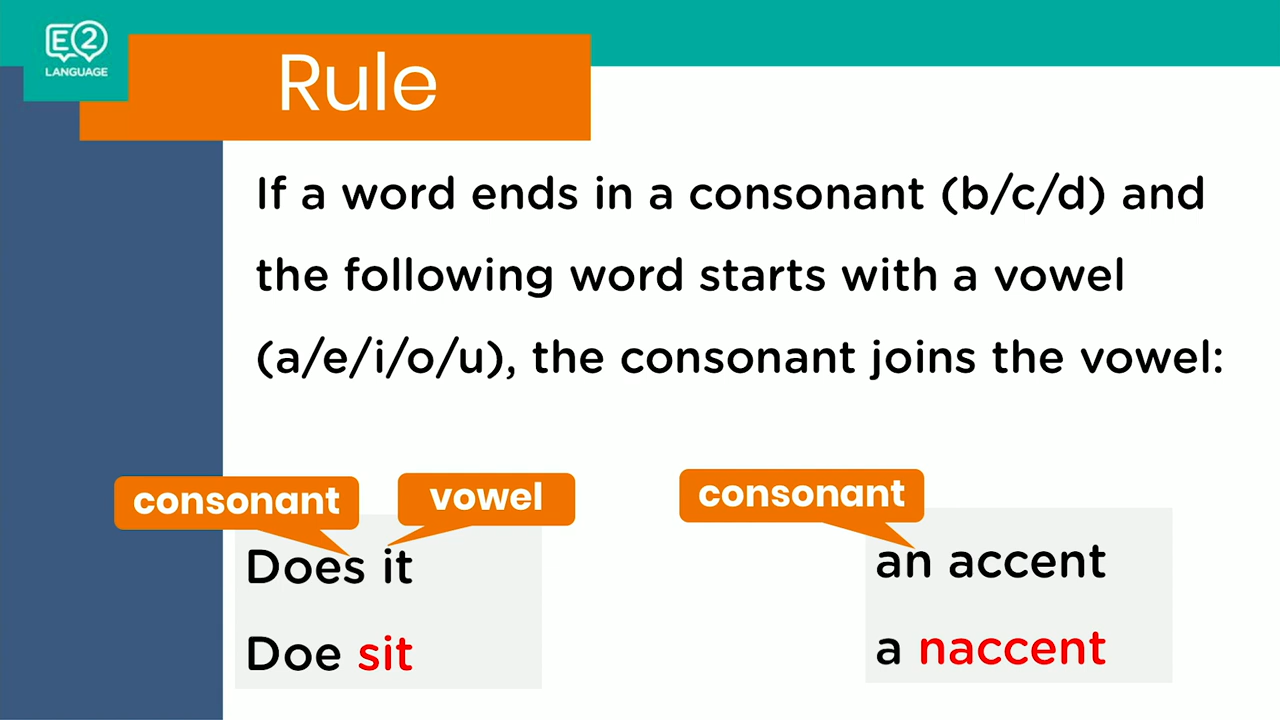 E2
LANGUAGE
Rule
If a word ends in a consonant (b/c/d) and
the following word starts with a vowel
(a/e/i/o/u), the consonant joins the vowel:
consonant
vowel
Does it
Doe sit
consonant
an accent
a naccent